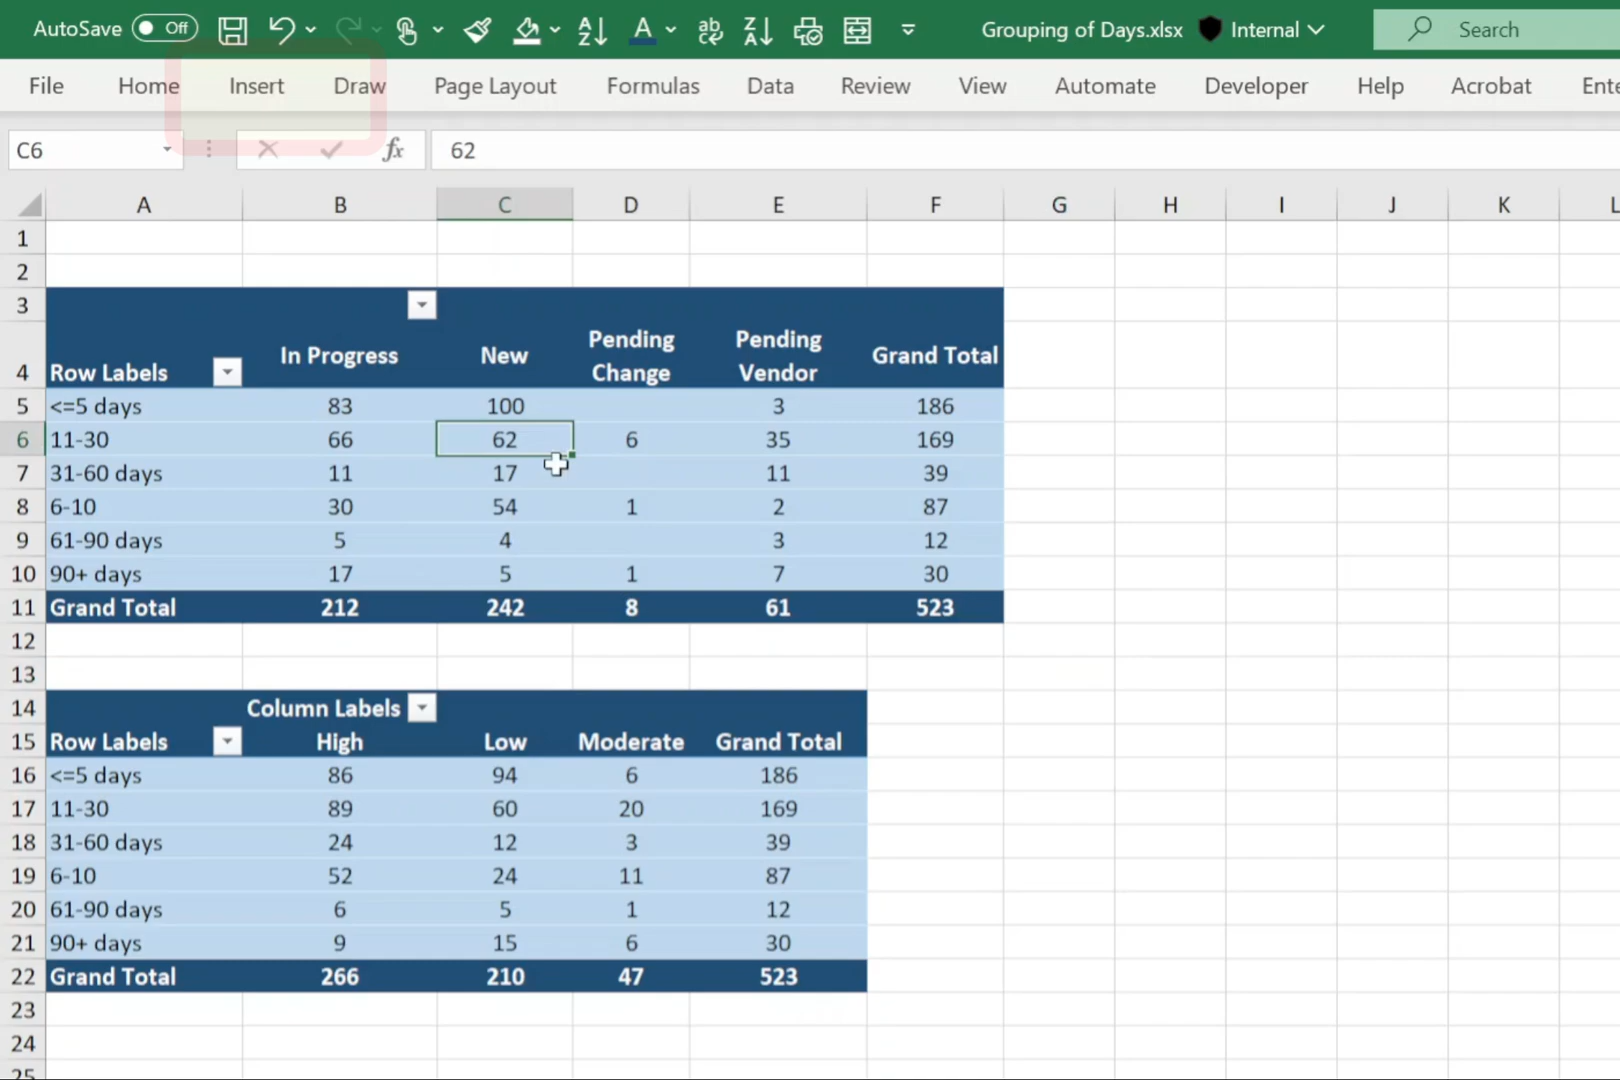 AutoSave Off Grouping of Days.xlsx Internal Search
File Home Insert Draw Page Layout Formulas Data Review View Automate Developer Help Acrobat Ente
C6 fx 62
A B C D E F G H I J K L
1
2
3
4 Row Labels In Progress New Pending Change Pending Vendor Grand Total
5 <=5 days 83 100 3 186
6 11-30 66 62 6 35 169
7 31-60 days 11 17 11 39
8 6-10 30 54 1 2 87
9 61-90 days 5 4 3 12
10 90+ days 17 5 1 7 30
11 Grand Total 212 242 8 61 523
12
13
14 Column Labels
15 Row Labels High Low Moderate Grand Total
16 <=5 days 86 94 6 186
17 11-30 89 60 20 169
18 31-60 days 24 12 3 39
19 6-10 52 24 11 87
20 61-90 days 6 5 1 12
21 90+ days 9 15 6 30
22 Grand Total 266 210 47 523
23
24
25